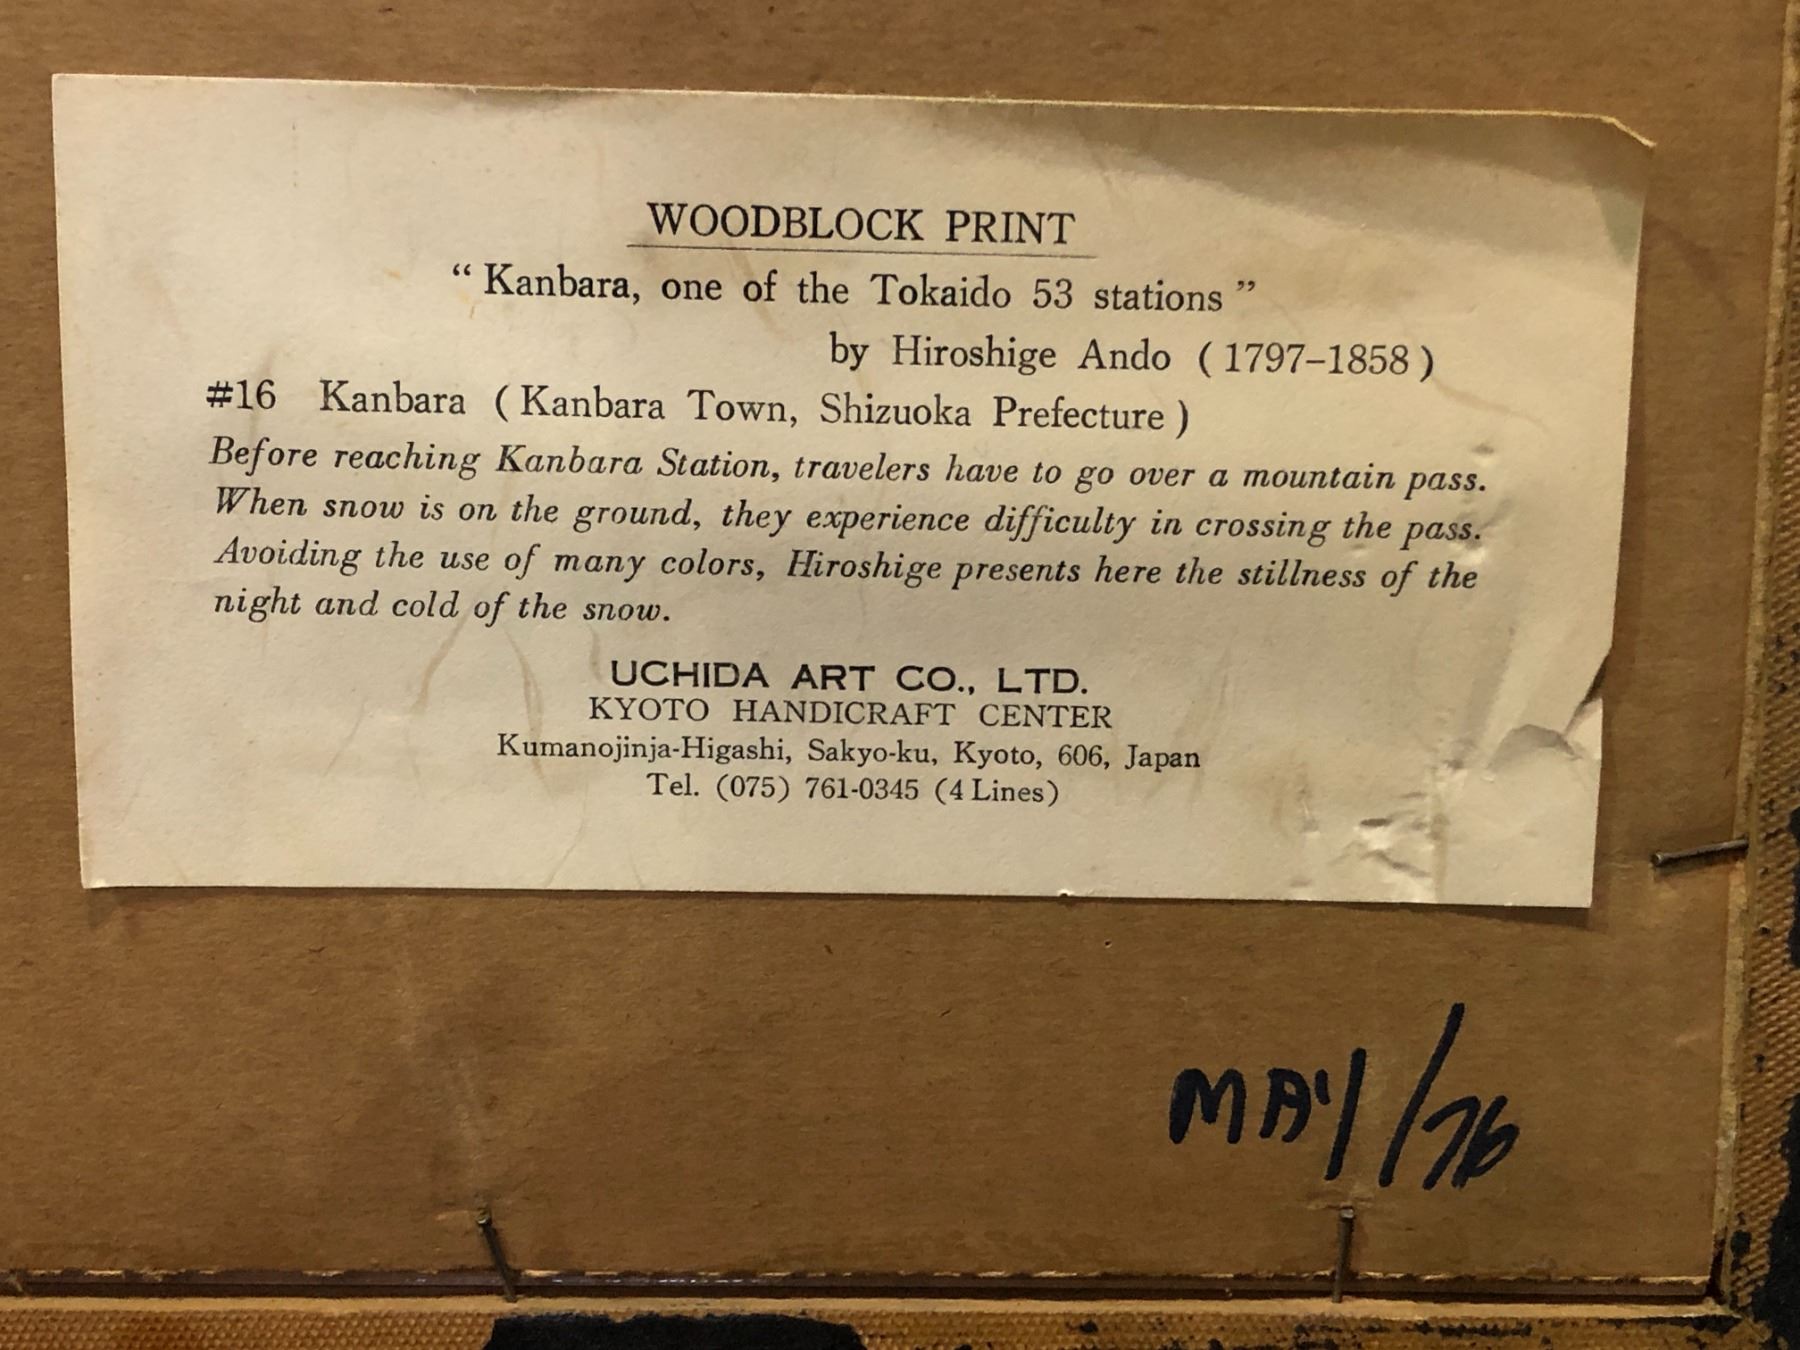 WOODBLOCK PRINT
“Kanbara, one of the Tokaido 53 stations”
by Hiroshige Ando (1797–1858)
#16 Kanbara (Kanbara Town, Shizuoka Prefecture)
Before reaching Kanbara Station, travelers have to go over a mountain pass.
When snow is on the ground, they experience difficulty in crossing the pass.
Avoiding the use of many colors, Hiroshige presents here the stillness of the
night and cold of the snow.
UCHIDA ART CO., LTD.
KYOTO HANDICRAFT CENTER
Kumanojinja-Higashi, Sakyo-ku, Kyoto, 606, Japan
Tel. (075) 761-0345 (4 Lines)
MAY/76